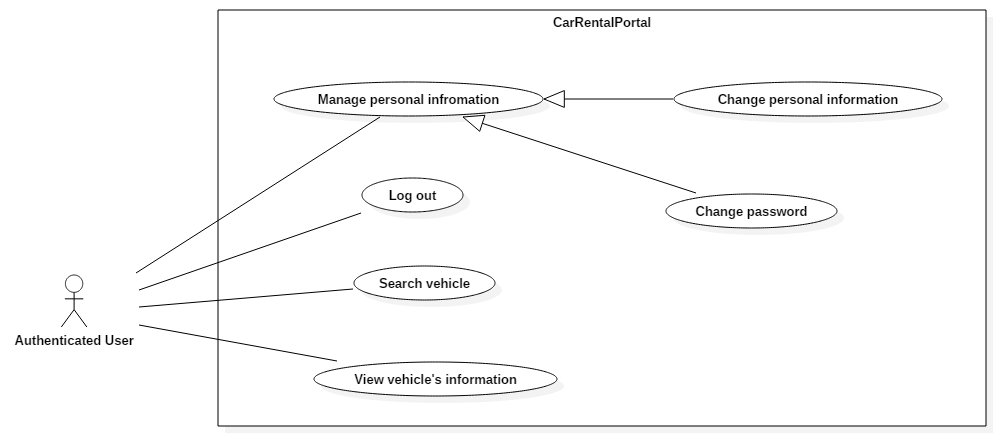 CarRentalPortal
Manage personal infromation
Change personal information
Log out
Change password
Search vehicle
Authenticated User
View vehicle's information